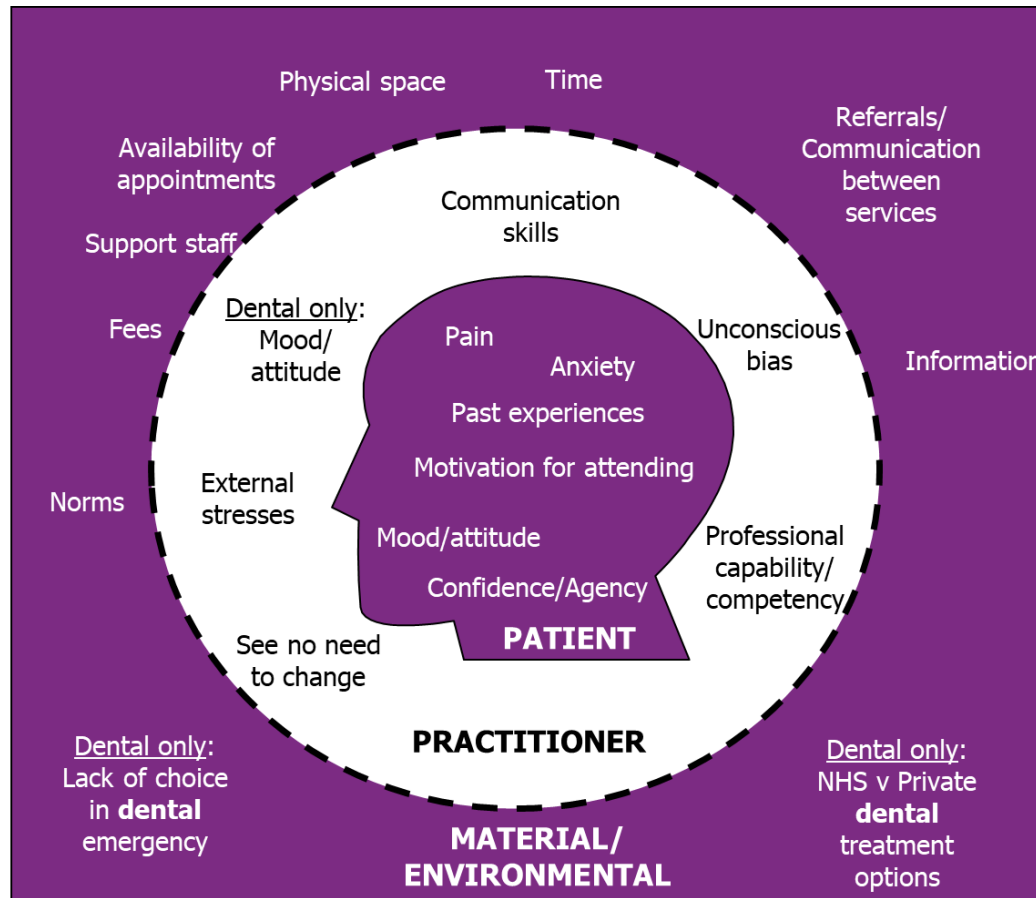 Physical space
Time
Availability of
appointments
Referrals/
Communication
between
services
Support staff
Fees
Information
Norms
Communication
skills
Dental only:
Mood/
attitude
Unconscious
bias
External
stresses
Professional
capability/
competency
See no need
to change
Pain
Anxiety
Past experiences
Motivation for attending
Mood/attitude
Confidence/Agency
PATIENT
PRACTITIONER
Dental only:
Lack of choice
in dental
emergency
MATERIAL/
ENVIRONMENTAL
Dental only:
NHS v Private
dental
treatment
options